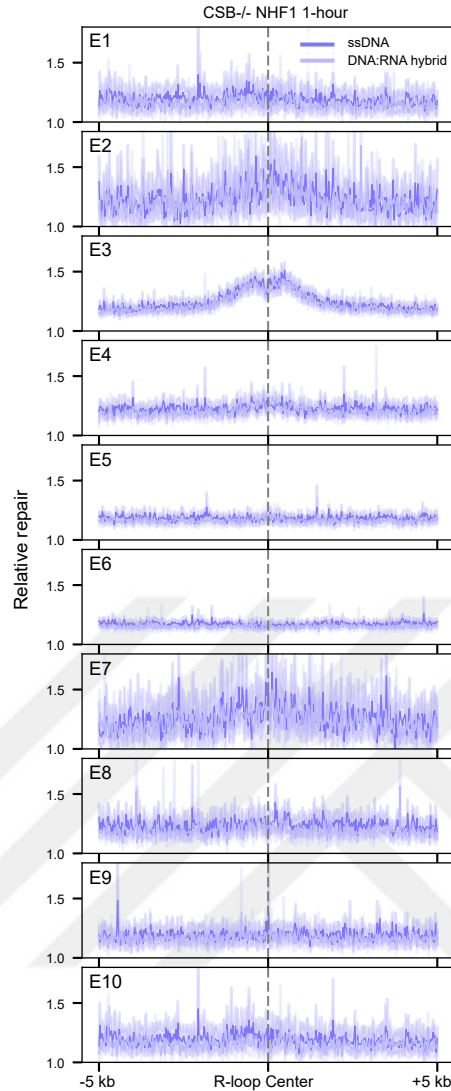 CSB-/- NHF1 1-hour
E1
ssDNA
DNA:RNA hybrid
1.5
1.0
E2
1.5
1.0
E3
1.5
1.0
E4
1.5
1.0
E5
1.5
1.0
Relative repair
E6
1.5
1.0
E7
1.5
1.0
E8
1.5
1.0
E9
1.5
1.0
E10
1.5
1.0
-5 kb R-loop Center +5 kb